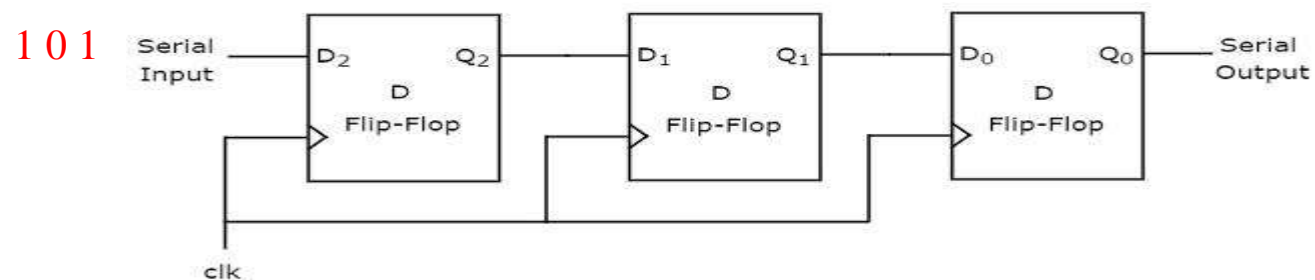 1 0 1
Serial
Input
D₂ Q₂
D
Flip-Flop
D₁ Q₁
D
Flip-Flop
D₀ Q₀
D
Flip-Flop
Serial
Output
clk